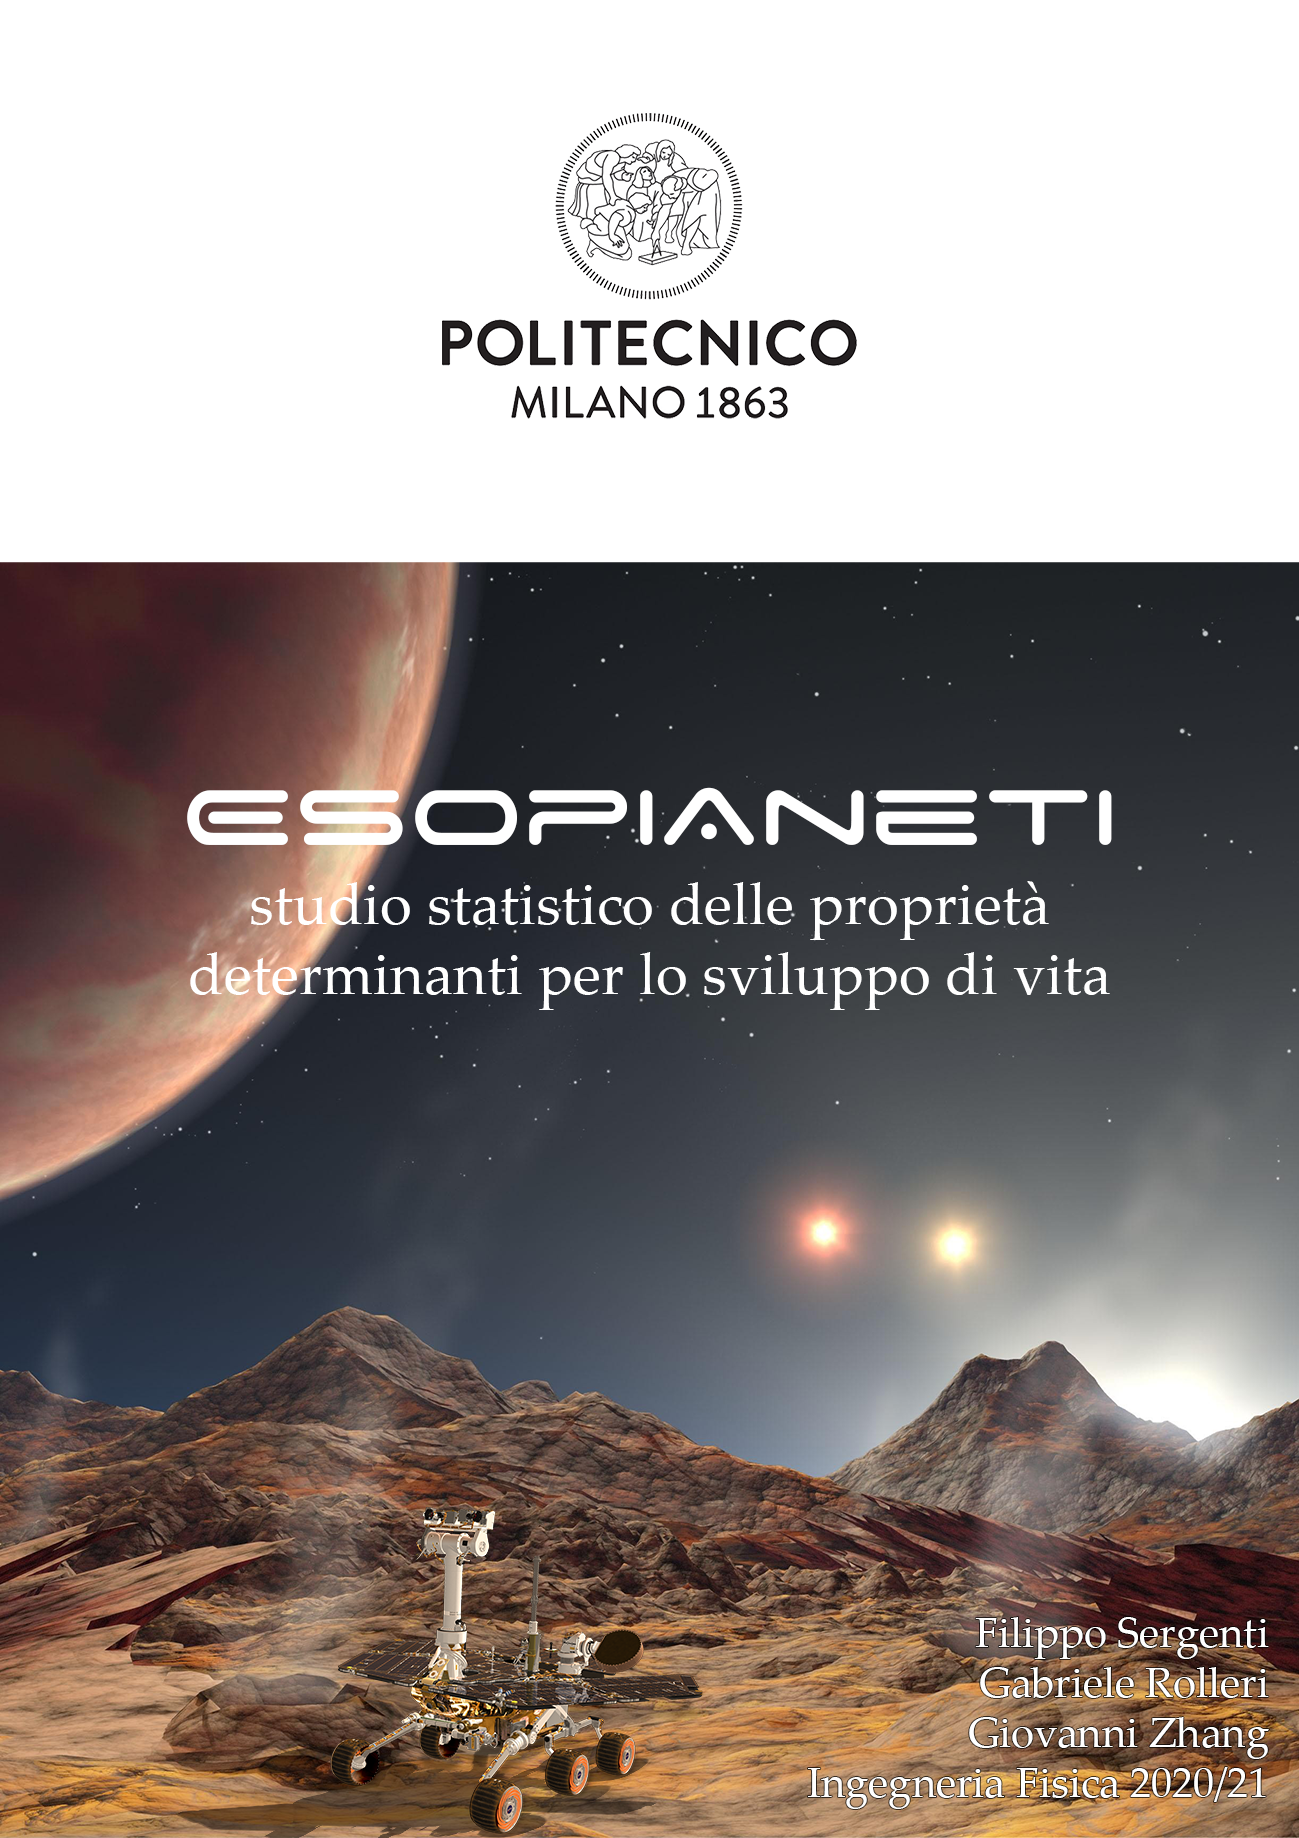 POLITECNICO
MILANO 1863
ESOPIANETI
studio statistico delle proprietà
determinanti per lo sviluppo di vita
Filippo Sergenti
Gabriele Rolleri
Giovanni Zhang
Ingegneria Fisica 2020/21